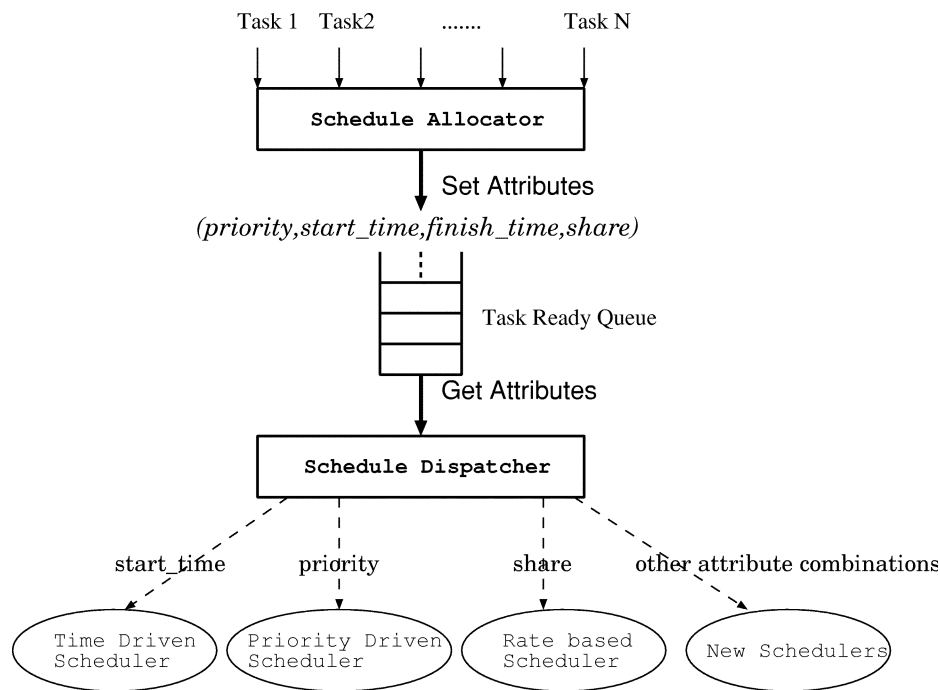 Task 1 Task2 ....... Task N
Schedule Allocator
Set Attributes
(priority,start_time,finish_time,share)
Task Ready Queue
Get Attributes
Schedule Dispatcher
start_time priority share other attribute combinations
Time Driven Scheduler
Priority Driven Scheduler
Rate based Scheduler
New Schedulers